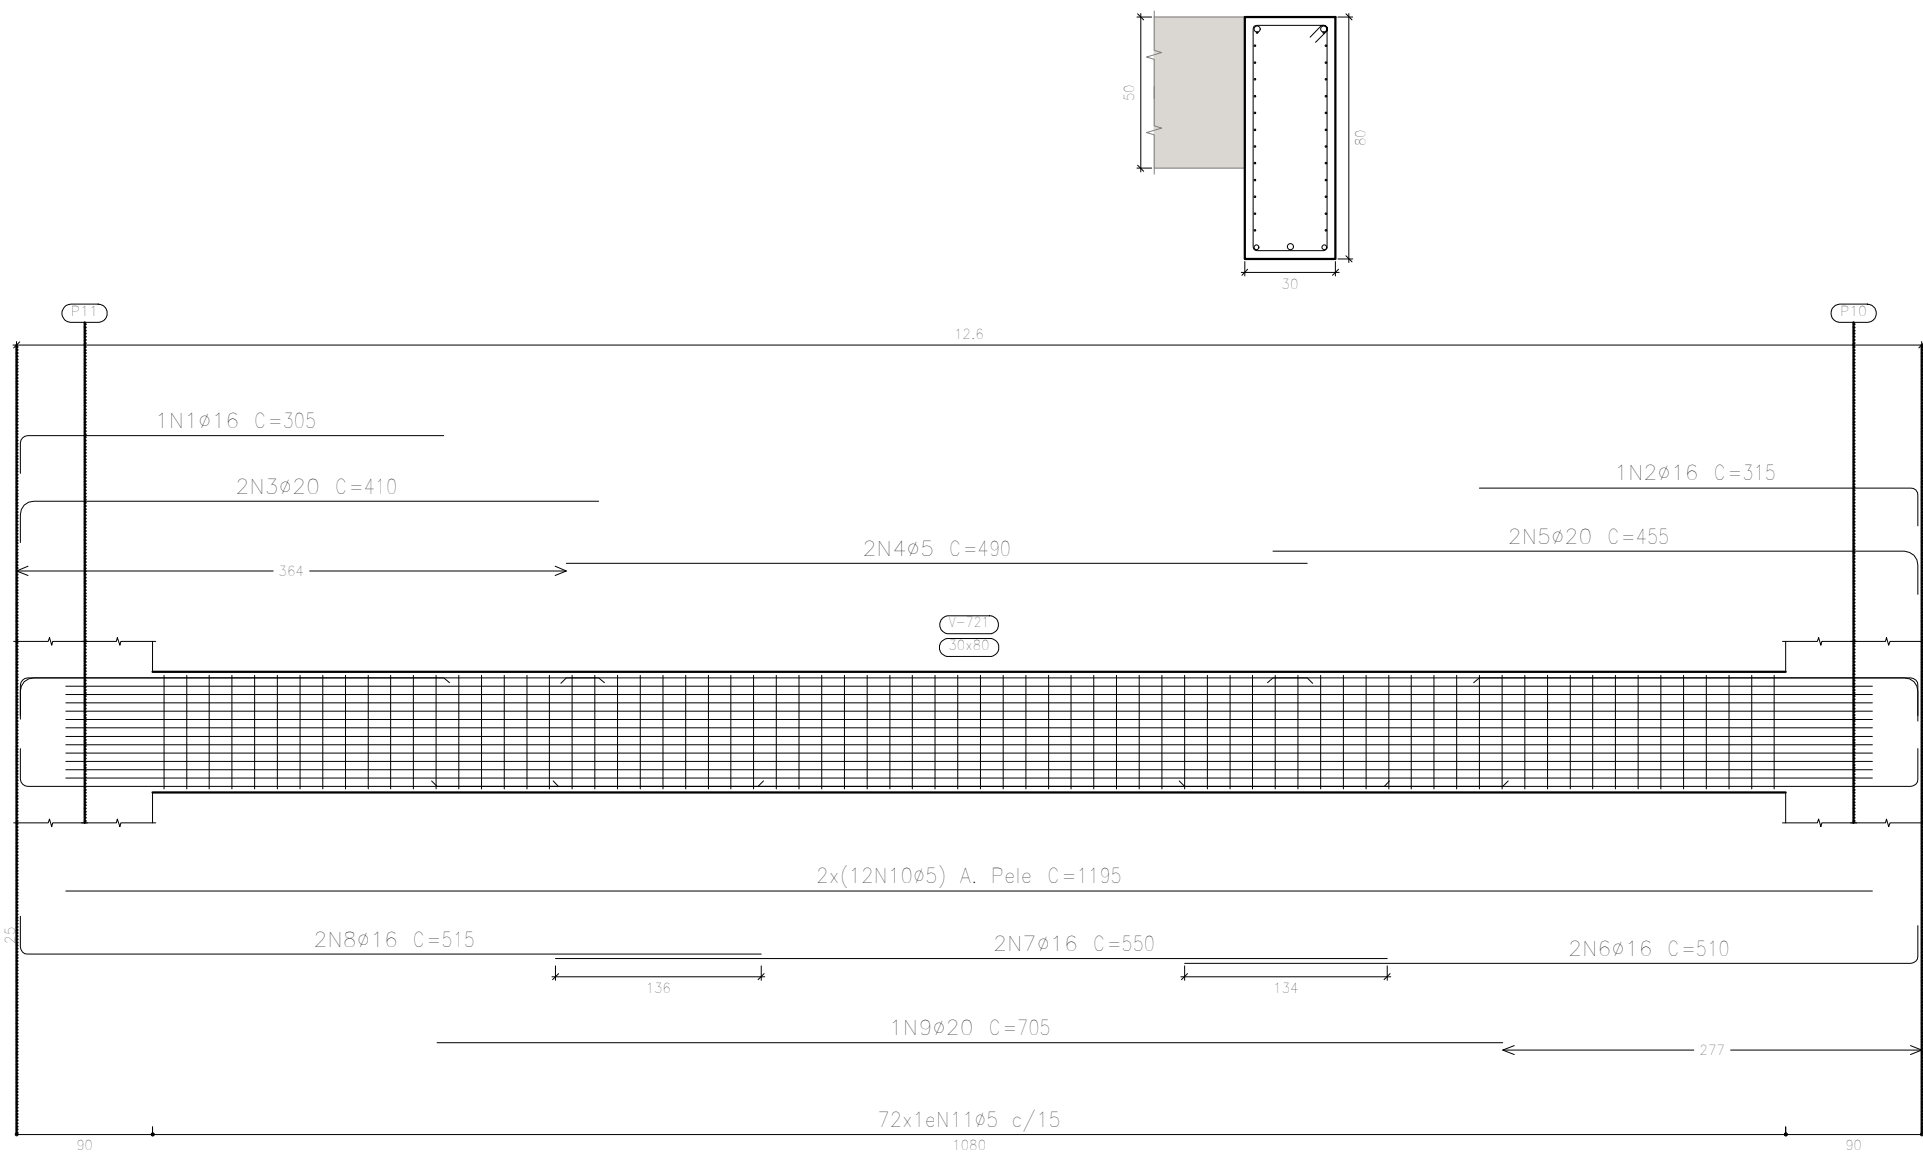 50
80
30
P11
P10
12.6
1N1ø16 C=305
1N2ø16 C=315
2N3ø20 C=410
2N5ø20 C=455
2N4ø5 C=490
364
V-721
30x80
2x(12N10ø5) A. Pele C=1195
25
2N8ø16 C=515
2N7ø16 C=550
2N6ø16 C=510
136
134
1N9ø20 C=705
277
72x1eN11ø5 c/15
90
1080
90